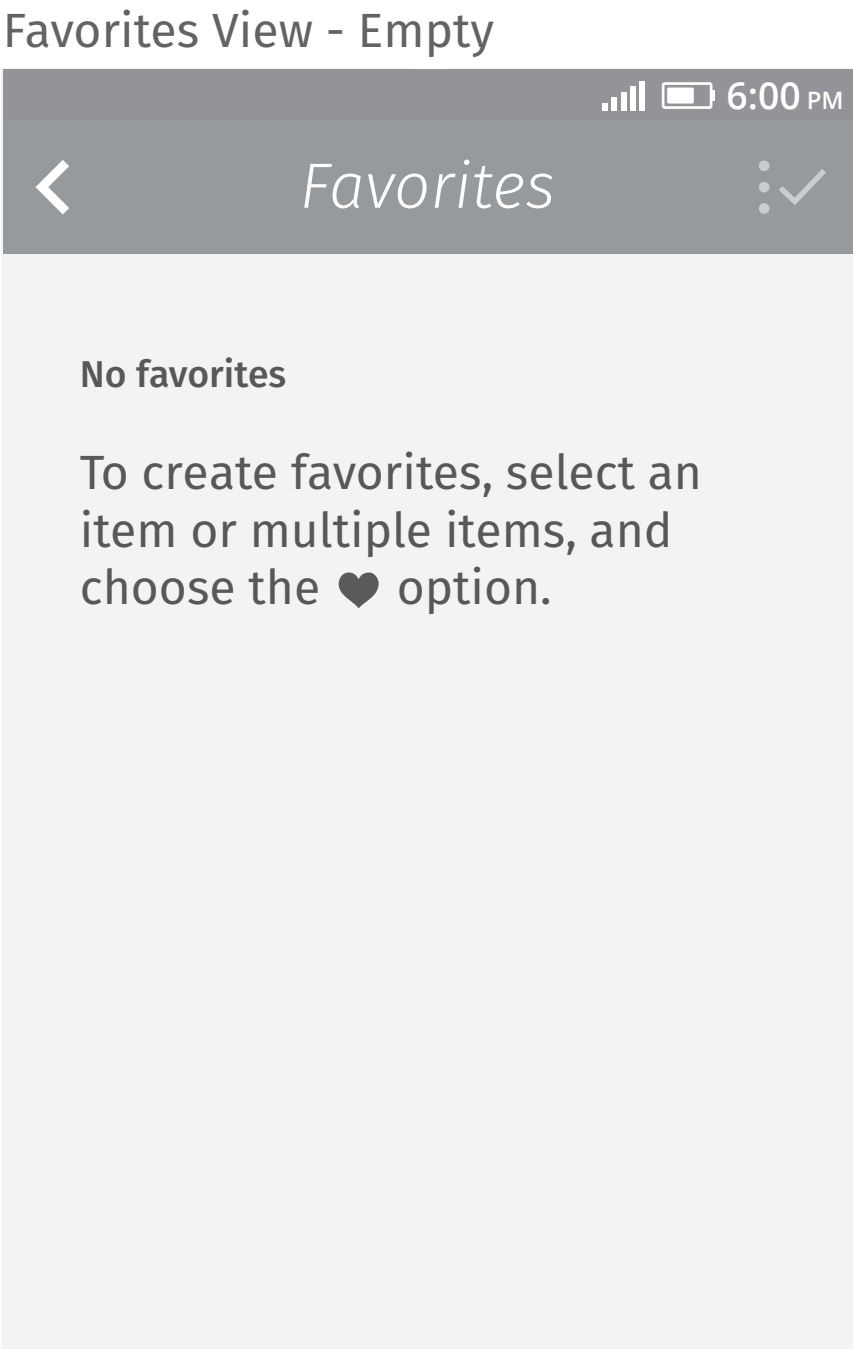 Favorites View - Empty
6:00 PM
Favorites
No favorites
To create favorites, select an
item or multiple items, and
choose the ♥ option.